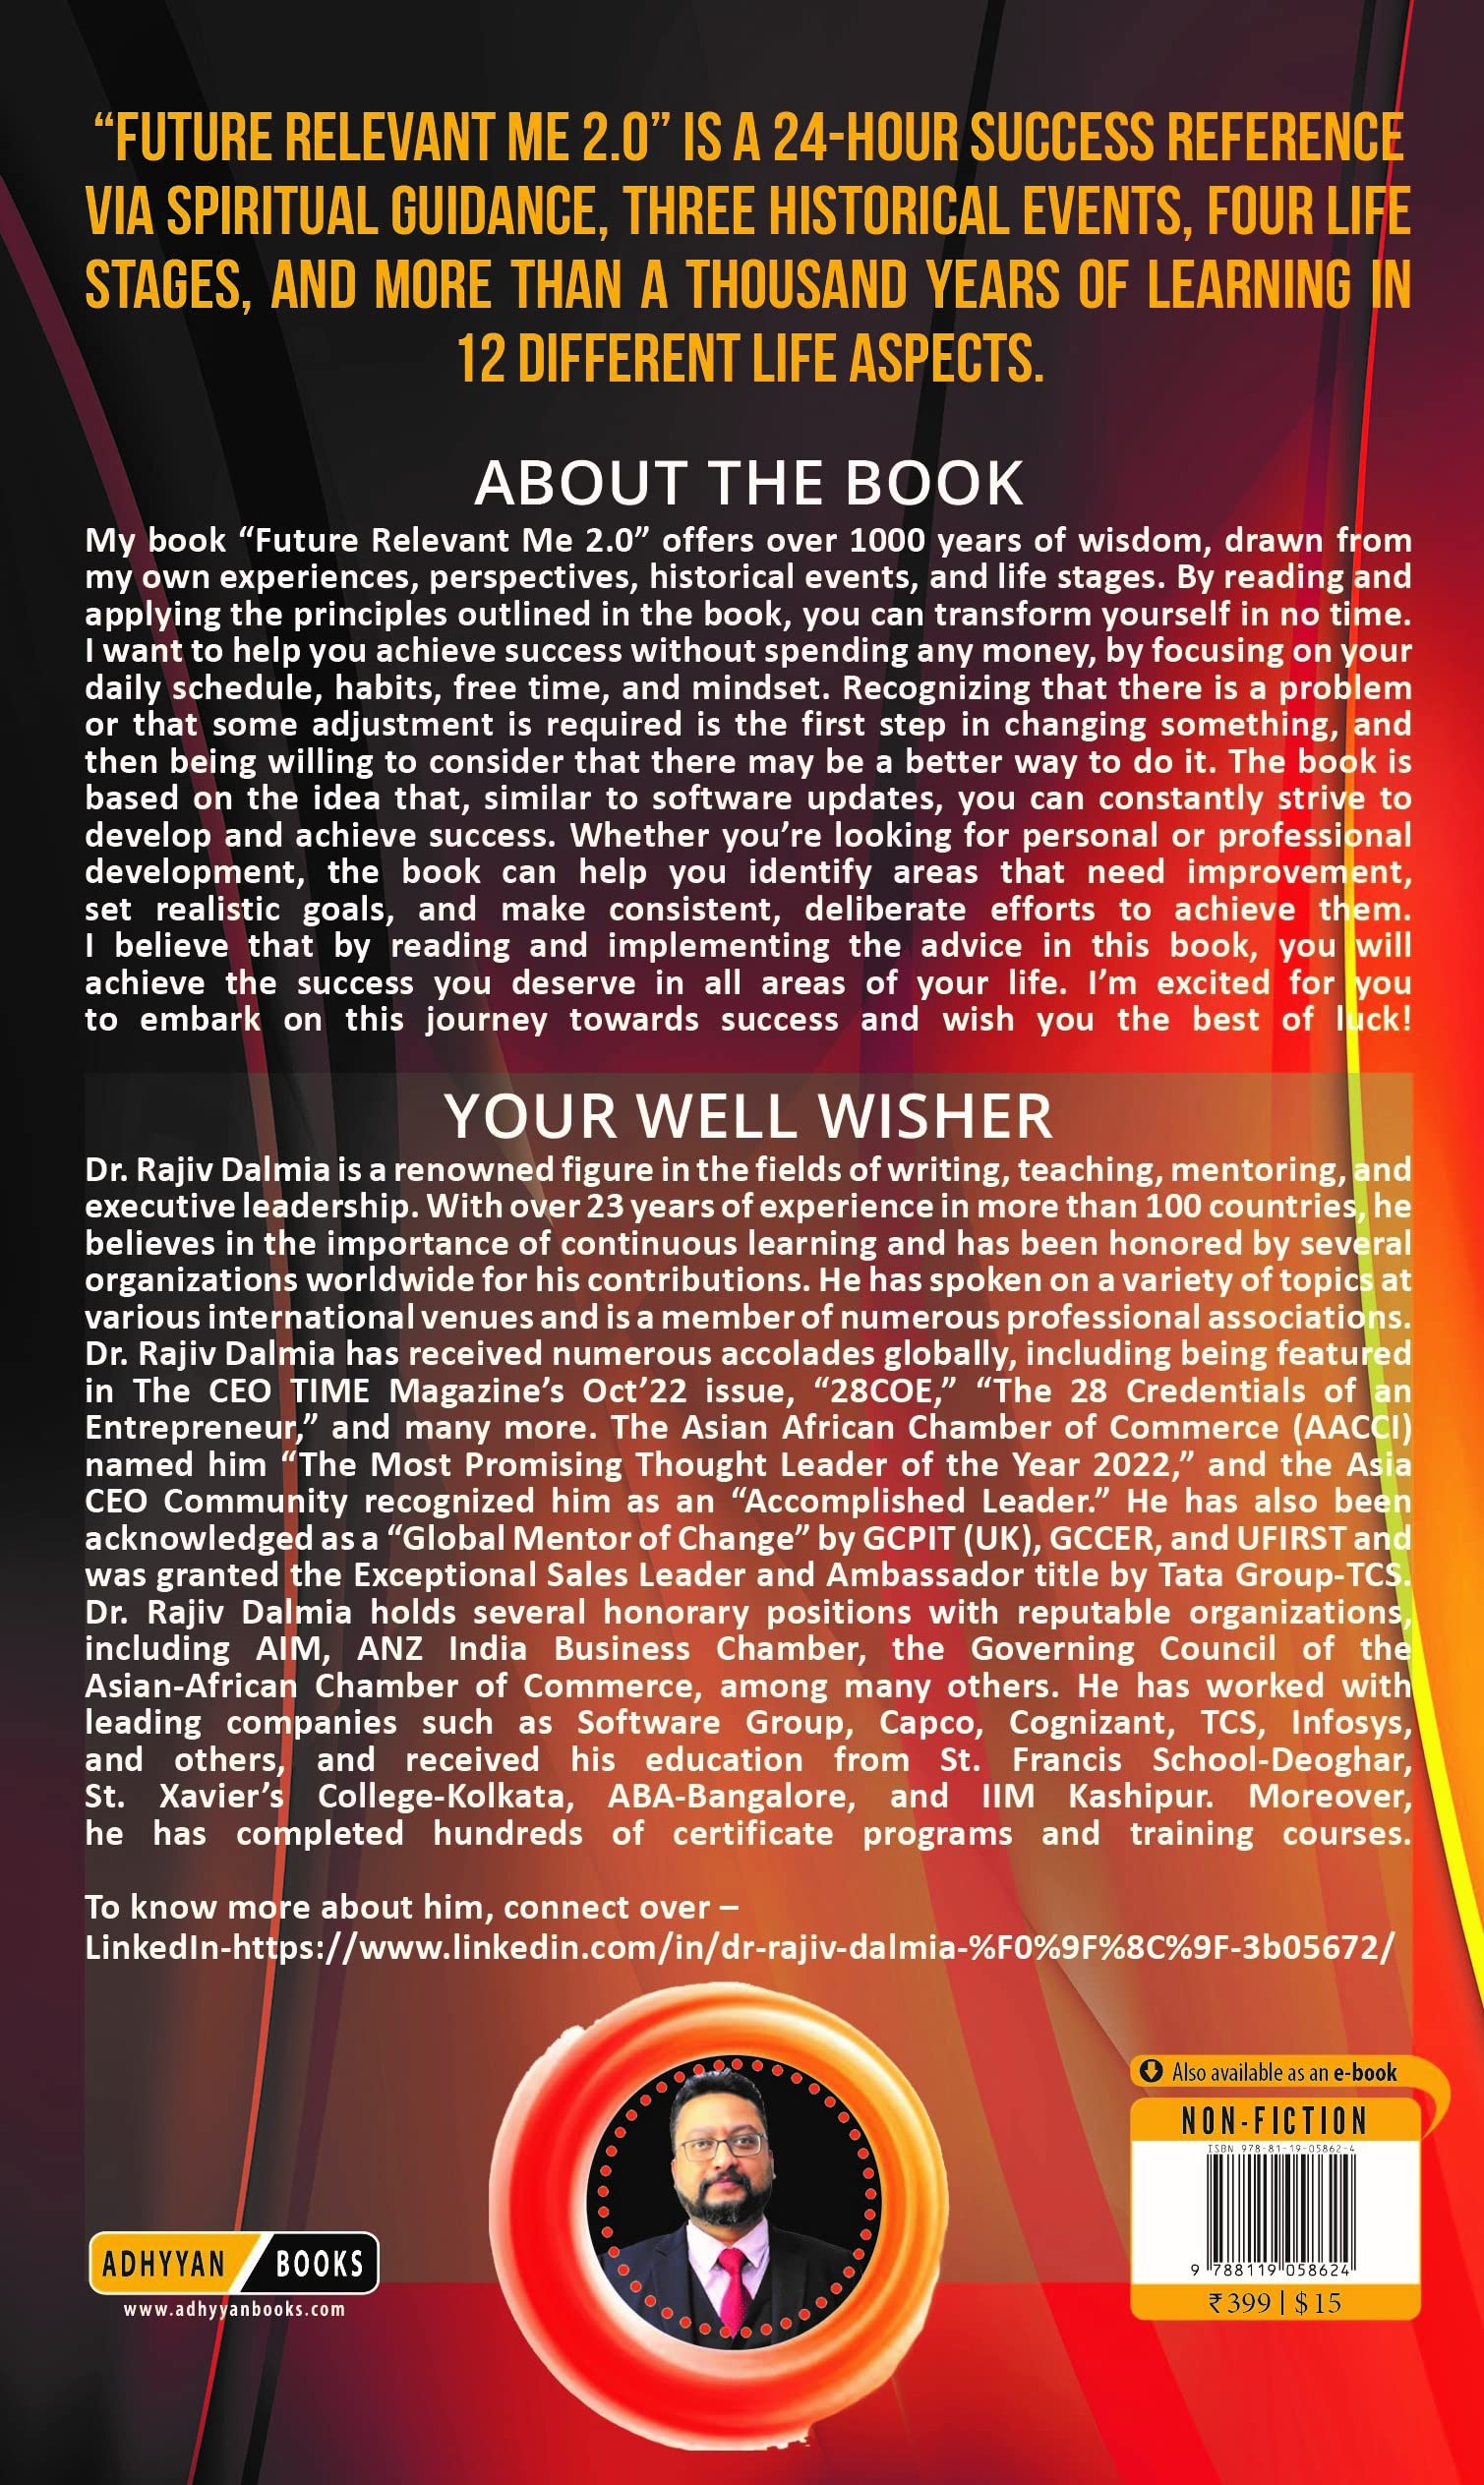 “FUTURE RELEVANT ME 2.0” IS A 24-HOUR SUCCESS REFERENCE
VIA SPIRITUAL GUIDANCE, THREE HISTORICAL EVENTS, FOUR LIFE
STAGES, AND MORE THAN A THOUSAND YEARS OF LEARNING IN
12 DIFFERENT LIFE ASPECTS.
ABOUT THE BOOK
My book “Future Relevant Me 2.0” offers over 1000 years of wisdom, drawn from
my own experiences, perspectives, historical events, and life stages. By reading and
applying the principles outlined in the book, you can transform yourself in no time.
I want to help you achieve success without spending any money, by focusing on your
daily schedule, habits, free time, and mindset. Recognizing that there is a problem
or that some adjustment is required is the first step in changing something, and
then being willing to consider that there may be a better way to do it. The book is
based on the idea that, similar to software updates, you can constantly strive to
develop and achieve success. Whether you’re looking for personal or professional
development, the book can help you identify areas that need improvement,
set realistic goals, and make consistent, deliberate efforts to achieve them.
I believe that by reading and implementing the advice in this book, you will
achieve the success you deserve in all areas of your life. I’m excited for you
to embark on this journey towards success and wish you the best of luck!
YOUR WELL WISHER
Dr. Rajiv Dalmia is a renowned figure in the fields of writing, teaching, mentoring, and
executive leadership. With over 23 years of experience in more than 100 countries, he
believes in the importance of continuous learning and has been honored by several
organizations worldwide for his contributions. He has spoken on a variety of topics at
various international venues and is a member of numerous professional associations.
Dr. Rajiv Dalmia has received numerous accolades globally, including being featured
in The CEO TIME Magazine’s Oct’22 issue, “28COE,” “The 28 Credentials of an
Entrepreneur,” and many more. The Asian African Chamber of Commerce (AACCI)
named him “The Most Promising Thought Leader of the Year 2022,” and the Asia
CEO Community recognized him as an “Accomplished Leader.” He has also been
acknowledged as a “Global Mentor of Change” by GCPIT (UK), GCCER, and UFIRST and
was granted the Exceptional Sales Leader and Ambassador title by Tata Group-TCS.
Dr. Rajiv Dalmia holds several honorary positions with reputable organizations,
including AIM, ANZ India Business Chamber, the Governing Council of the
Asian-African Chamber of Commerce, among many others. He has worked with
leading companies such as Software Group, Capco, Cognizant, TCS, Infosys,
and others, and received his education from St. Francis School-Deoghar,
St. Xavier’s College-Kolkata, ABA-Bangalore, and IIM Kashipur. Moreover,
he has completed hundreds of certificate programs and training courses.
To know more about him, connect over –
LinkedIn-https://www.linkedin.com/in/dr-rajiv-dalmia-%F0%9F%8C%9F-3b05672/
Also available as an e-book
NON-FICTION
ISBN 978-81-19-05862-4
9 788119 058624
₹399 | $15
ADHYYAN BOOKS
www.adhyyanbooks.com